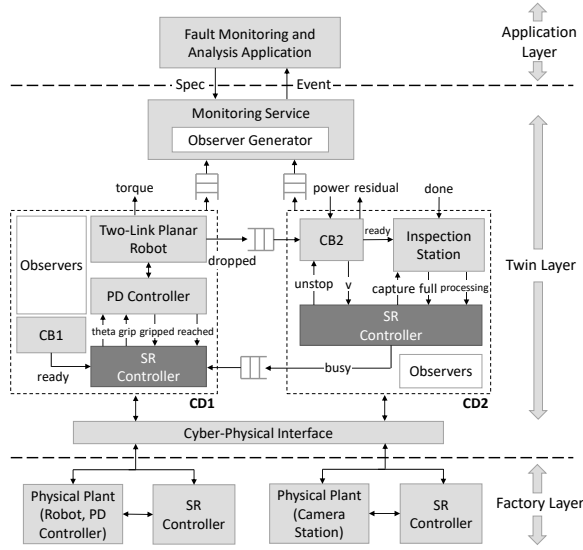 Fault Monitoring and
Analysis Application
Application
Layer
Spec
Event
Monitoring Service
Observer Generator
torque
power residual
done
Observers
Two-Link Planar
Robot
dropped
CB2
ready
Inspection
Station
Twin Layer
PD Controller
unstop
v
capture full processing
CB1
theta grip gripped reached
SR
Controller
SR
Controller
ready
busy
Observers
CD1
CD2
Cyber-Physical Interface
Physical Plant
(Robot, PD
Controller)
SR
Controller
Physical Plant
(Camera
Station)
SR
Controller
Factory Layer